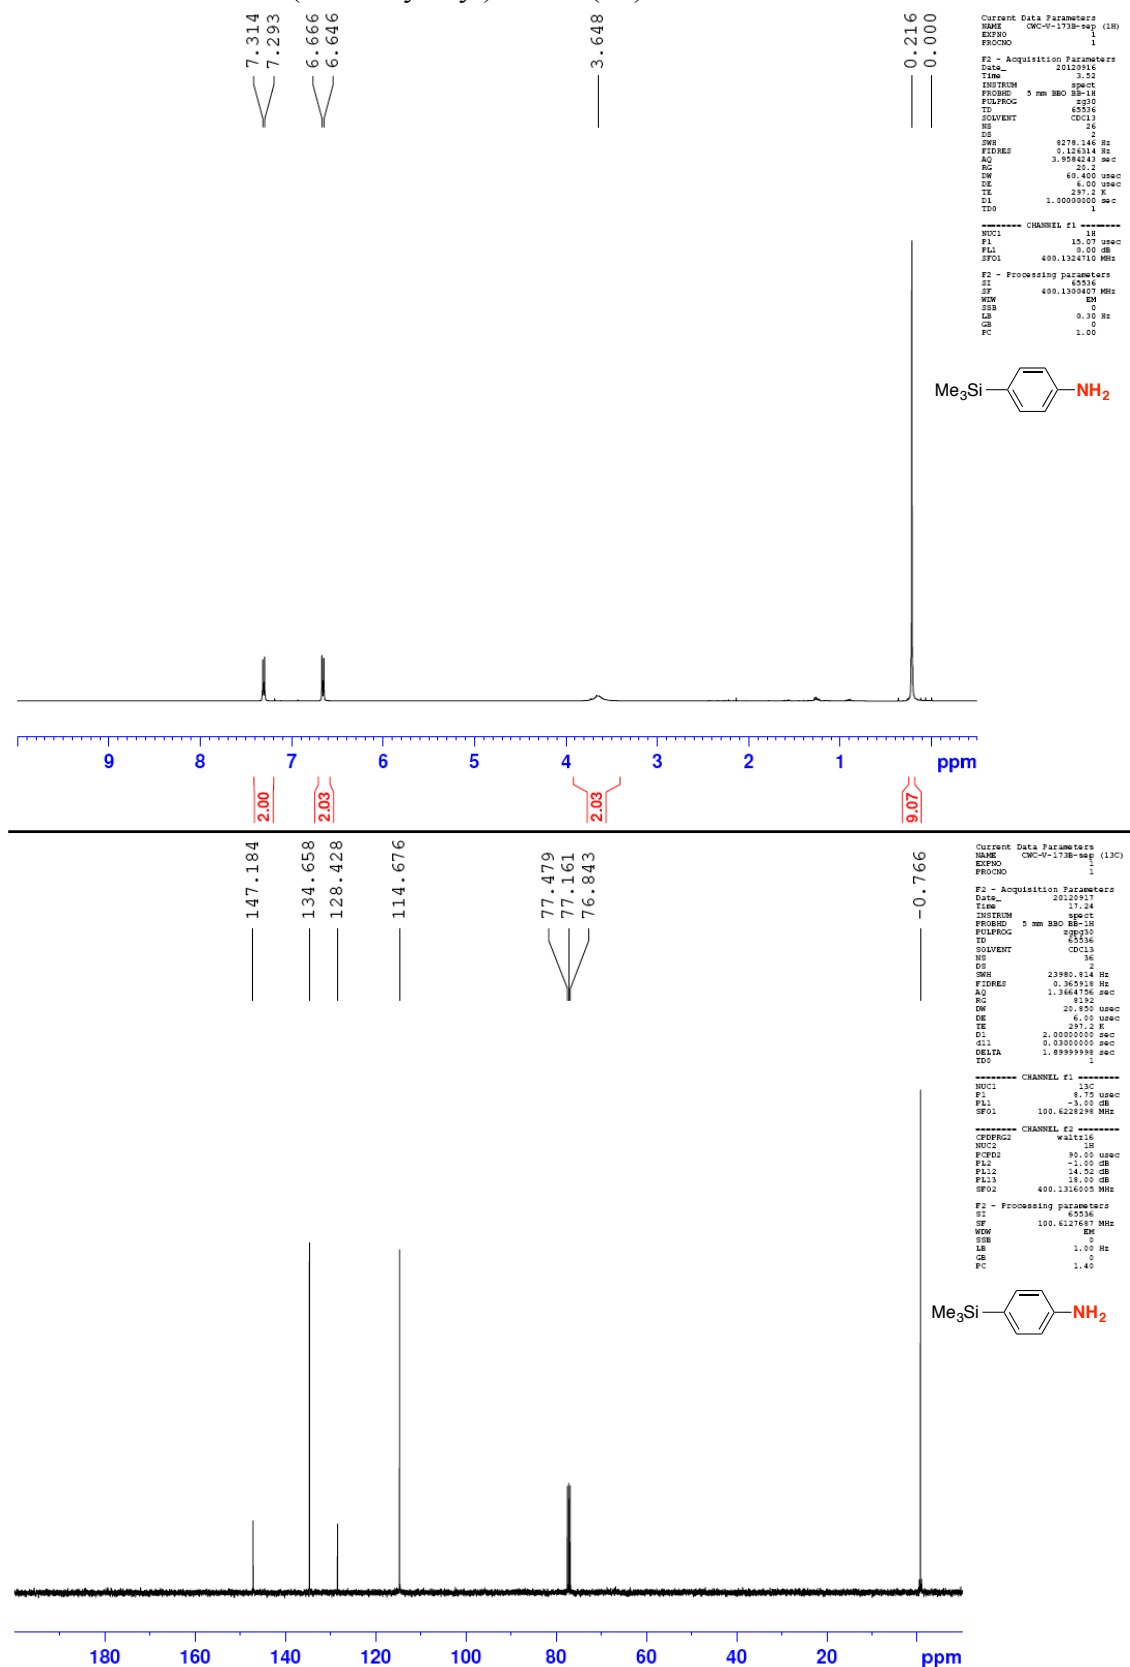 7.314
7.293
6.666
6.646
3.648
0.216
0.000
Current Data Parameters
NAME CWC-V-173B-sep (1H)
EXPNO 1
PROCNO 1
F2 - Acquisition Parameters
Date_ 20120916
Time 3.52
INSTRUM spect
PROBHD 5 mm BBO BB-1H
PULPROG zg30
TD 65536
SOLVENT CDCl3
NS 26
DS 2
SWH 8278.146 Hz
FIDRES 0.126314 Hz
AQ 3.9584243 sec
RG 20.2
DW 60.400 usec
DE 6.00 usec
TE 297.2 K
D1 1.00000000 sec
TD0 1
======== CHANNEL f1 ========
NUC1 1H
P1 15.07 usec
PL1 0.00 dB
SFO1 400.1324710 MHz
F2 - Processing parameters
SI 65536
SF 400.1300407 MHz
WDW EM
SSB 0
LB 0.30 Hz
GB 0
PC 1.00
Me3Si NH2
9 8 7 6 5 4 3 2 1 ppm
2.00
2.03
2.03
9.07
147.184
134.658
128.428
114.676
77.479
77.161
76.843
-0.766
Current Data Parameters
NAME CWC-V-173B-sep (13C)
EXPNO 1
PROCNO 1
F2 - Acquisition Parameters
Date_ 20120917
Time 17.24
INSTRUM spect
PROBHD 5 mm BBO BB-1H
PULPROG zgpg30
TD 65536
SOLVENT CDCl3
NS 36
DS 2
SWH 23980.814 Hz
FIDRES 0.365918 Hz
AQ 1.3664756 sec
RG 8192
DW 20.850 usec
DE 6.00 usec
TE 297.2 K
D1 2.00000000 sec
d11 0.03000000 sec
DELTA 1.89999998 sec
TD0 1
======== CHANNEL f1 ========
NUC1 13C
P1 8.75 usec
PL1 -3.00 dB
SFO1 100.6228298 MHz
======== CHANNEL f2 ========
CPDPRG2 waltz16
NUC2 1H
PCPD2 90.00 usec
PL2 -1.00 dB
PL12 14.52 dB
PL13 18.00 dB
SFO2 400.1316005 MHz
F2 - Processing parameters
SI 65536
SF 100.6127687 MHz
WDW EM
SSB 0
LB 1.00 Hz
GB 0
PC 1.40
Me3Si NH2
180 160 140 120 100 80 60 40 20 ppm